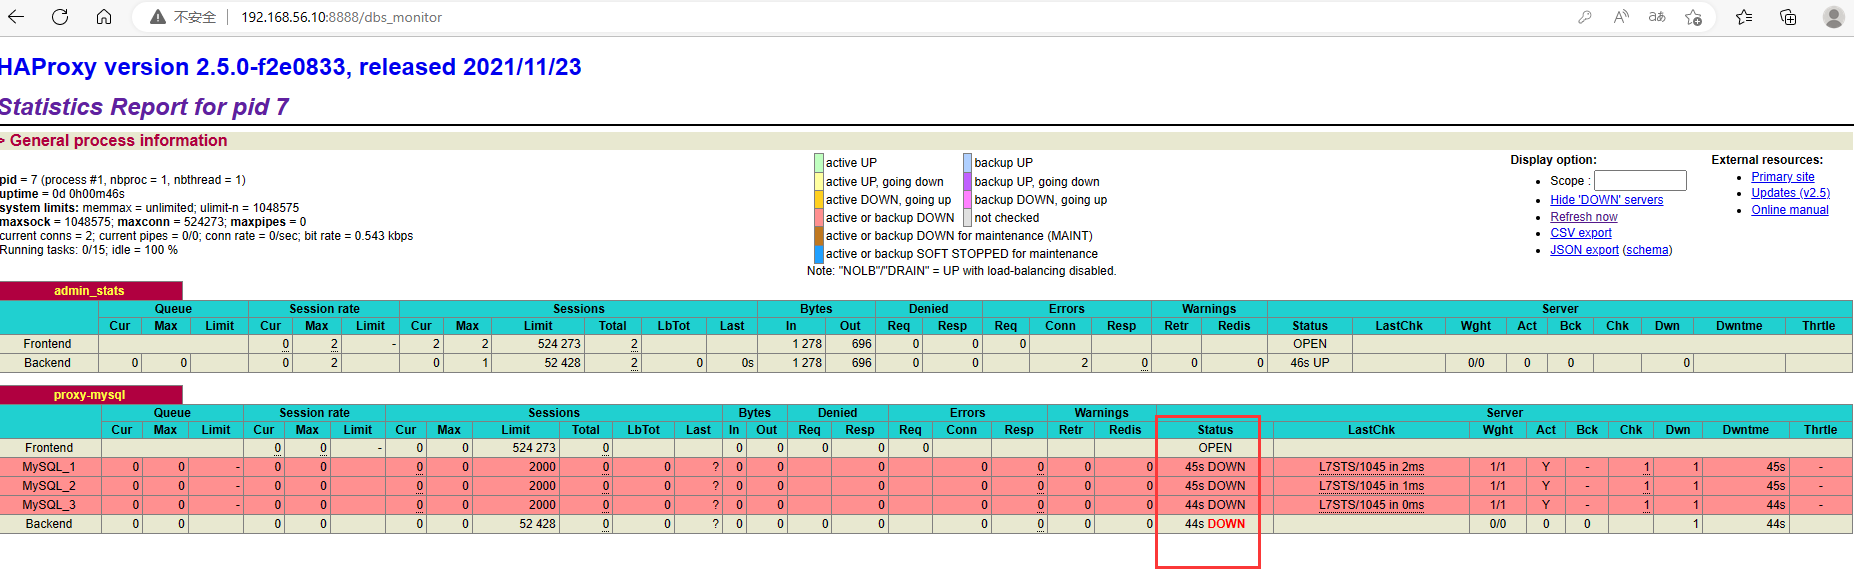 不安全 192.168.56.10:8888/dbs_monitor
HAProxy version 2.5.0-f2e0833, released 2021/11/23
Statistics Report for pid 7
> General process information
pid = 7 (process #1, nbproc = 1, nbthread = 1)
uptime = 0d 0h00m46s
system limits: memmax = unlimited; ulimit-n = 1048575
maxsock = 1048575; maxconn = 524273; maxpipes = 0
current conns = 2; current pipes = 0/0; conn rate = 0/sec; bit rate = 0.543 kbps
Running tasks: 0/15; idle = 100 %
active UP backup UP
active UP, going down backup UP, going down
active DOWN, going up backup DOWN, going up
active or backup DOWN not checked
active or backup DOWN for maintenance (MAINT)
active or backup SOFT STOPPED for maintenance
Note: "NOLB"/"DRAIN" = UP with load-balancing disabled.
Display option:
Scope :
Hide 'DOWN' servers
Refresh now
CSV export
JSON export (schema)
External resources:
Primary site
Updates (v2.5)
Online manual
admin_stats
Queue Session rate Sessions Bytes Denied Errors Warnings Server
Cur Max Limit Cur Max Limit Cur Max Limit Total LbTot Last In Out Req Resp Req Conn Resp Retr Redis Status LastChk Wght Act Bck Chk Dwn Dwntme Thrtle
Frontend 0 2 - 2 2 524 273 2 1 278 696 0 0 0 OPEN
Backend 0 0 0 2 0 1 52 428 2 0 0s 1 278 696 0 0 2 0 0 0 46s UP 0/0 0 0 0
proxy-mysql
Queue Session rate Sessions Bytes Denied Errors Warnings Server
Cur Max Limit Cur Max Limit Cur Max Limit Total LbTot Last In Out Req Resp Req Conn Resp Retr Redis Status LastChk Wght Act Bck Chk Dwn Dwntme Thrtle
Frontend 0 0 - 0 0 524 273 0 0 0 0 0 0 OPEN
MySQL_1 0 0 - 0 0 0 0 2000 0 0 ? 0 0 0 0 0 0 0 45s DOWN L7STS/1045 in 2ms 1/1 Y - 1 1 45s -
MySQL_2 0 0 - 0 0 0 0 2000 0 0 ? 0 0 0 0 0 0 0 45s DOWN L7STS/1045 in 1ms 1/1 Y - 1 1 45s -
MySQL_3 0 0 - 0 0 0 0 2000 0 0 ? 0 0 0 0 0 0 0 44s DOWN L7STS/1045 in 0ms 1/1 Y - 1 1 44s -
Backend 0 0 0 0 0 0 52 428 0 0 ? 0 0 0 0 0 0 0 0 44s DOWN 0/0 0 0 1 44s